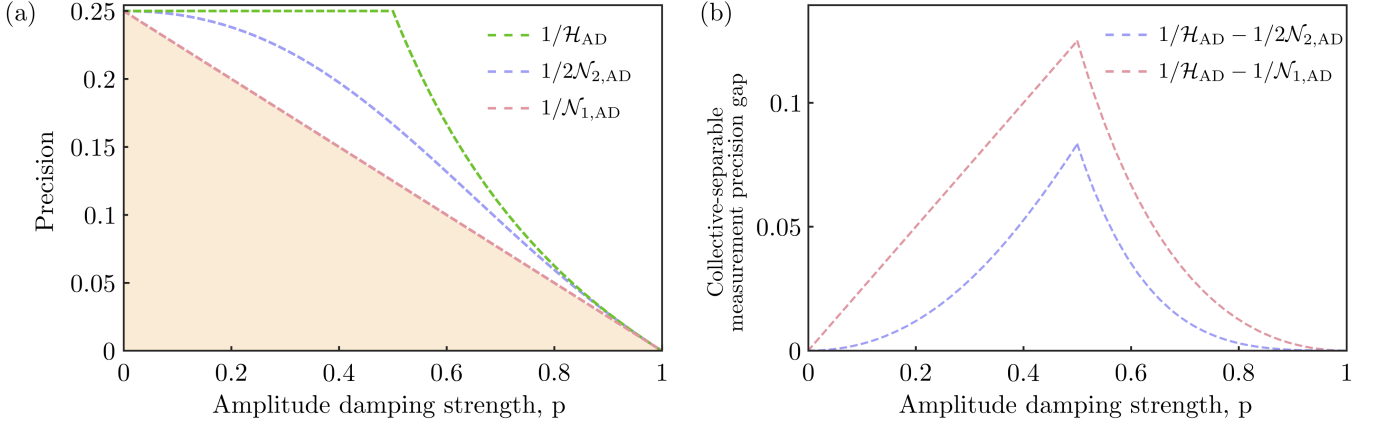 (a)
0.25
0.2
0.15
0.1
0.05
0
Precision
1/ℋ_AD
1/2𝒩_2,AD
1/𝒩_1,AD
0 0.2 0.4 0.6 0.8 1
Amplitude damping strength, p
(b)
0.1
0.05
0
Collective-separable
measurement precision gap
1/ℋ_AD − 1/2𝒩_2,AD
1/ℋ_AD − 1/𝒩_1,AD
0 0.2 0.4 0.6 0.8 1
Amplitude damping strength, p